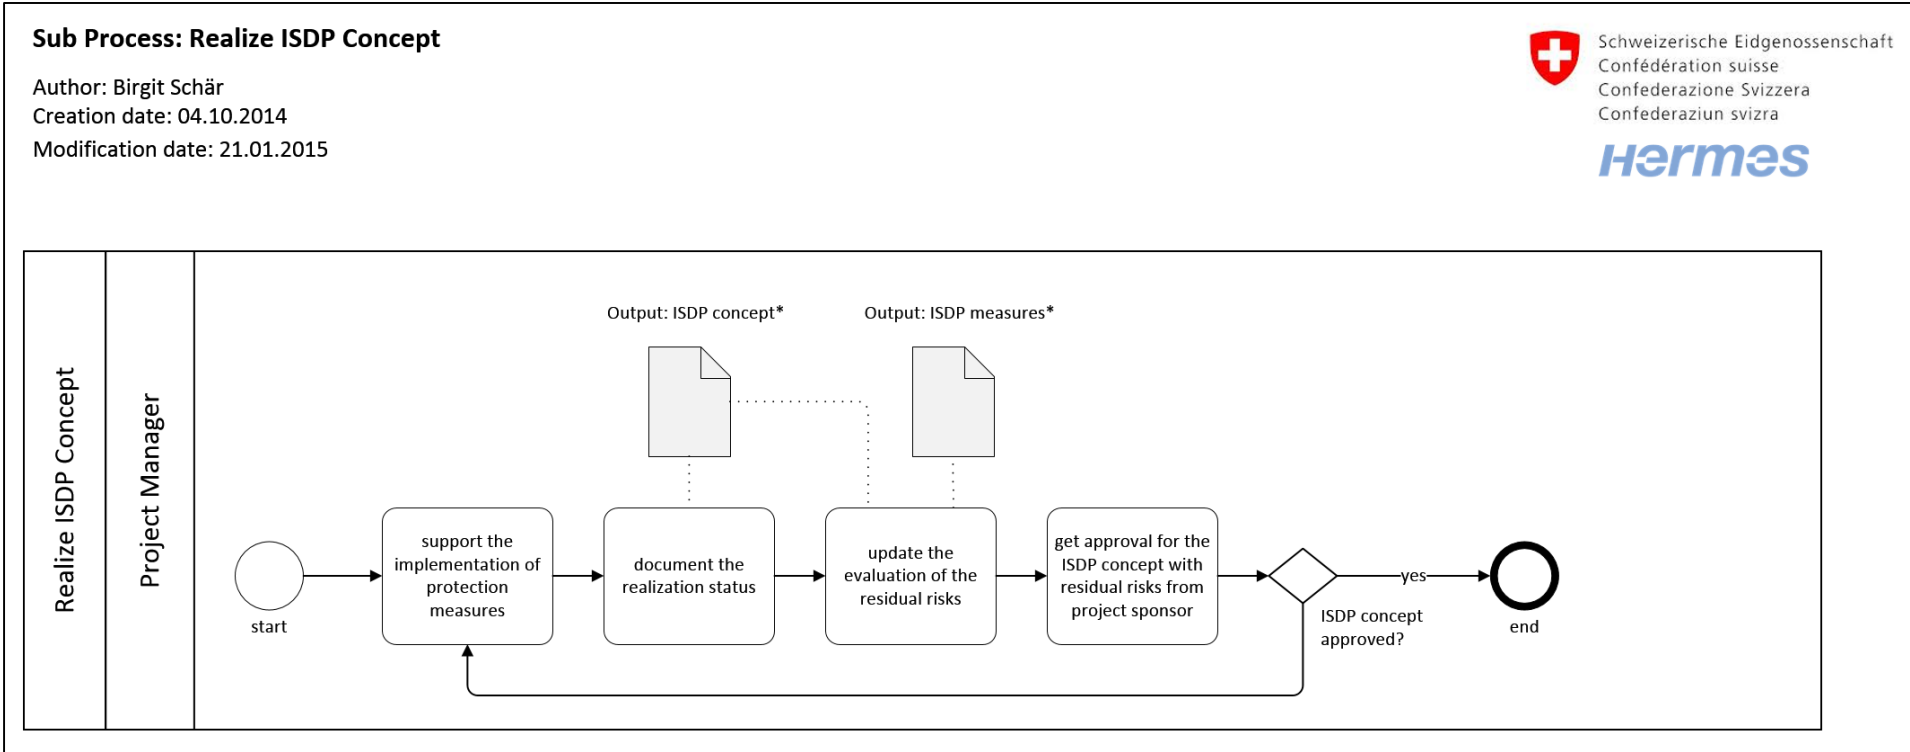 Sub Process: Realize ISDP Concept
Author: Birgit Schär
Creation date: 04.10.2014
Modification date: 21.01.2015
Schweizerische Eidgenossenschaft
Confédération suisse
Confederazione Svizzera
Confederaziun svizra
Hermes
Realize ISDP Concept
Project Manager
Output: ISDP concept*
Output: ISDP measures*
start
support the
implementation of
protection
measures
document the
realization status
update the
evaluation of the
residual risks
get approval for the
ISDP concept with
residual risks from
project sponsor
yes
ISDP concept
approved?
end